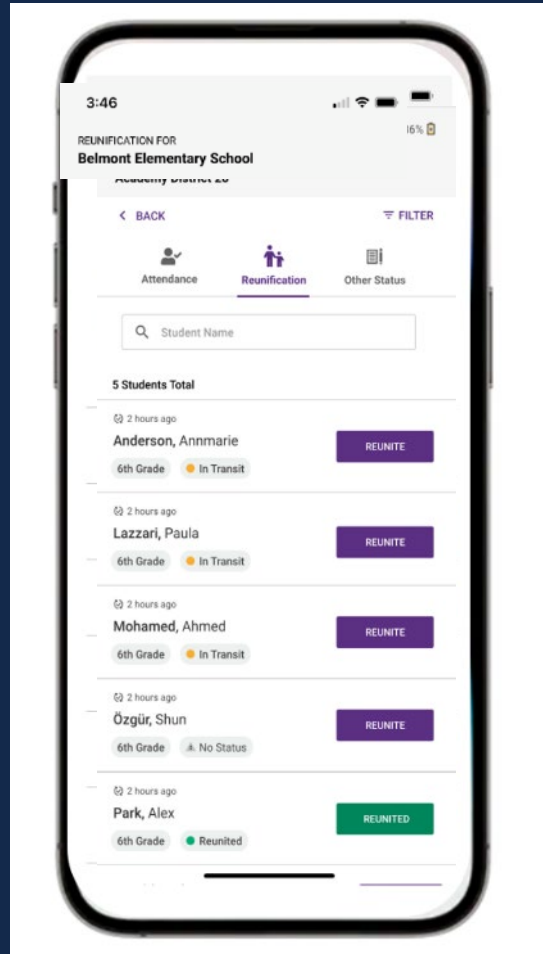 3:46
16%
REUNIFICATION FOR
Belmont Elementary School
BACK
FILTER
Attendance
Reunification
Other Status
Student Name
5 Students Total
2 hours ago
Anderson, Annmarie
REUNITE
6th Grade
In Transit
2 hours ago
Lazzari, Paula
REUNITE
6th Grade
In Transit
2 hours ago
Mohamed, Ahmed
REUNITE
6th Grade
In Transit
2 hours ago
Özgür, Shun
REUNITE
6th Grade
No Status
2 hours ago
Park, Alex
REUNITED
6th Grade
Reunited